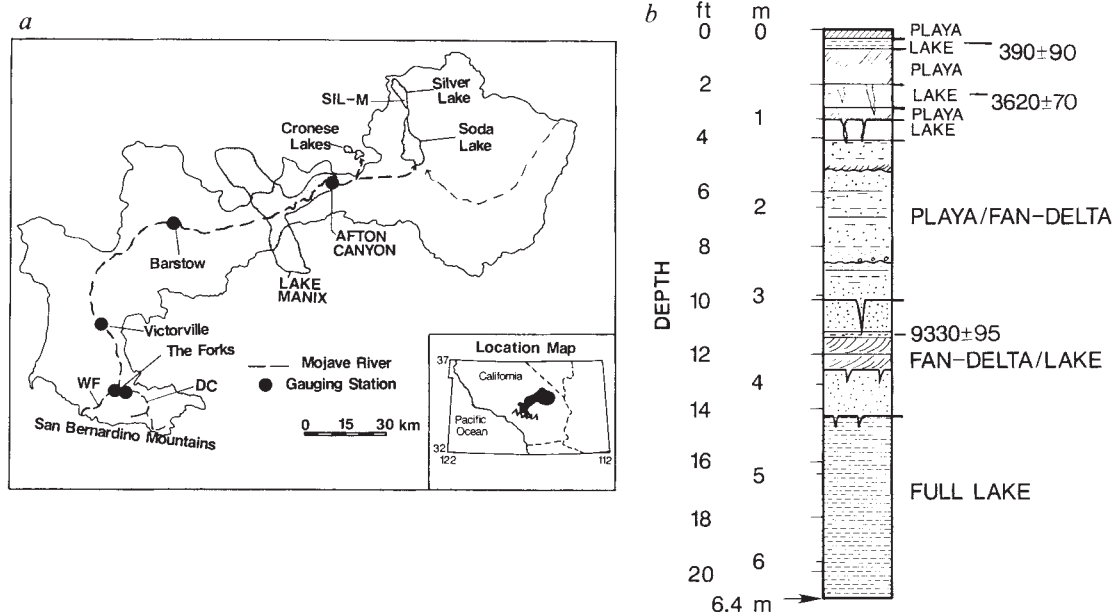 a
Silver
Lake
SIL-M
Cronese
Lakes
Soda
Lake
AFTON
CANYON
Barstow
LAKE
MANIX
Victorville
The Forks
WF
DC
San Bernardino Mountains
Mojave River
Gauging Station
0 15 30 km
Location Map
37
California
Pacific
Ocean
32
122
112
b
ft m
0 0
2
1
4
6
2
8
10
3
12
4
14
16
5
18
6
20
6.4 m
DEPTH
PLAYA
LAKE
390±90
PLAYA
LAKE
3620±70
PLAYA
LAKE
PLAYA/FAN-DELTA
9330±95
FAN-DELTA/LAKE
FULL LAKE